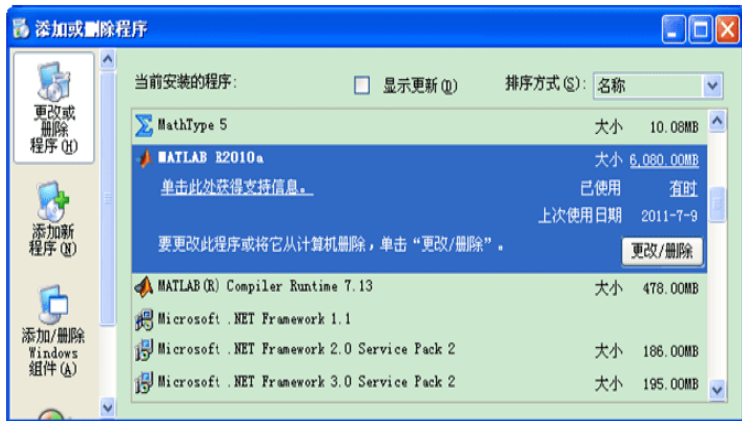 添加或删除程序
更改或
删除
程序(H)
添加新
程序(N)
添加/删除
Windows
组件(A)
当前安装的程序:
显示更新(D)
排序方式(S): 名称
MathType 5 大小 10.08MB
MATLAB R2010a 大小 6,080.00MB
单击此处获得支持信息。 已使用 有时
上次使用日期 2011-7-9
要更改此程序或将它从计算机删除，单击“更改/删除”。 更改/删除
MATLAB(R) Compiler Runtime 7.13 大小 478.00MB
Microsoft .NET Framework 1.1
Microsoft .NET Framework 2.0 Service Pack 2 大小 186.00MB
Microsoft .NET Framework 3.0 Service Pack 2 大小 195.00MB